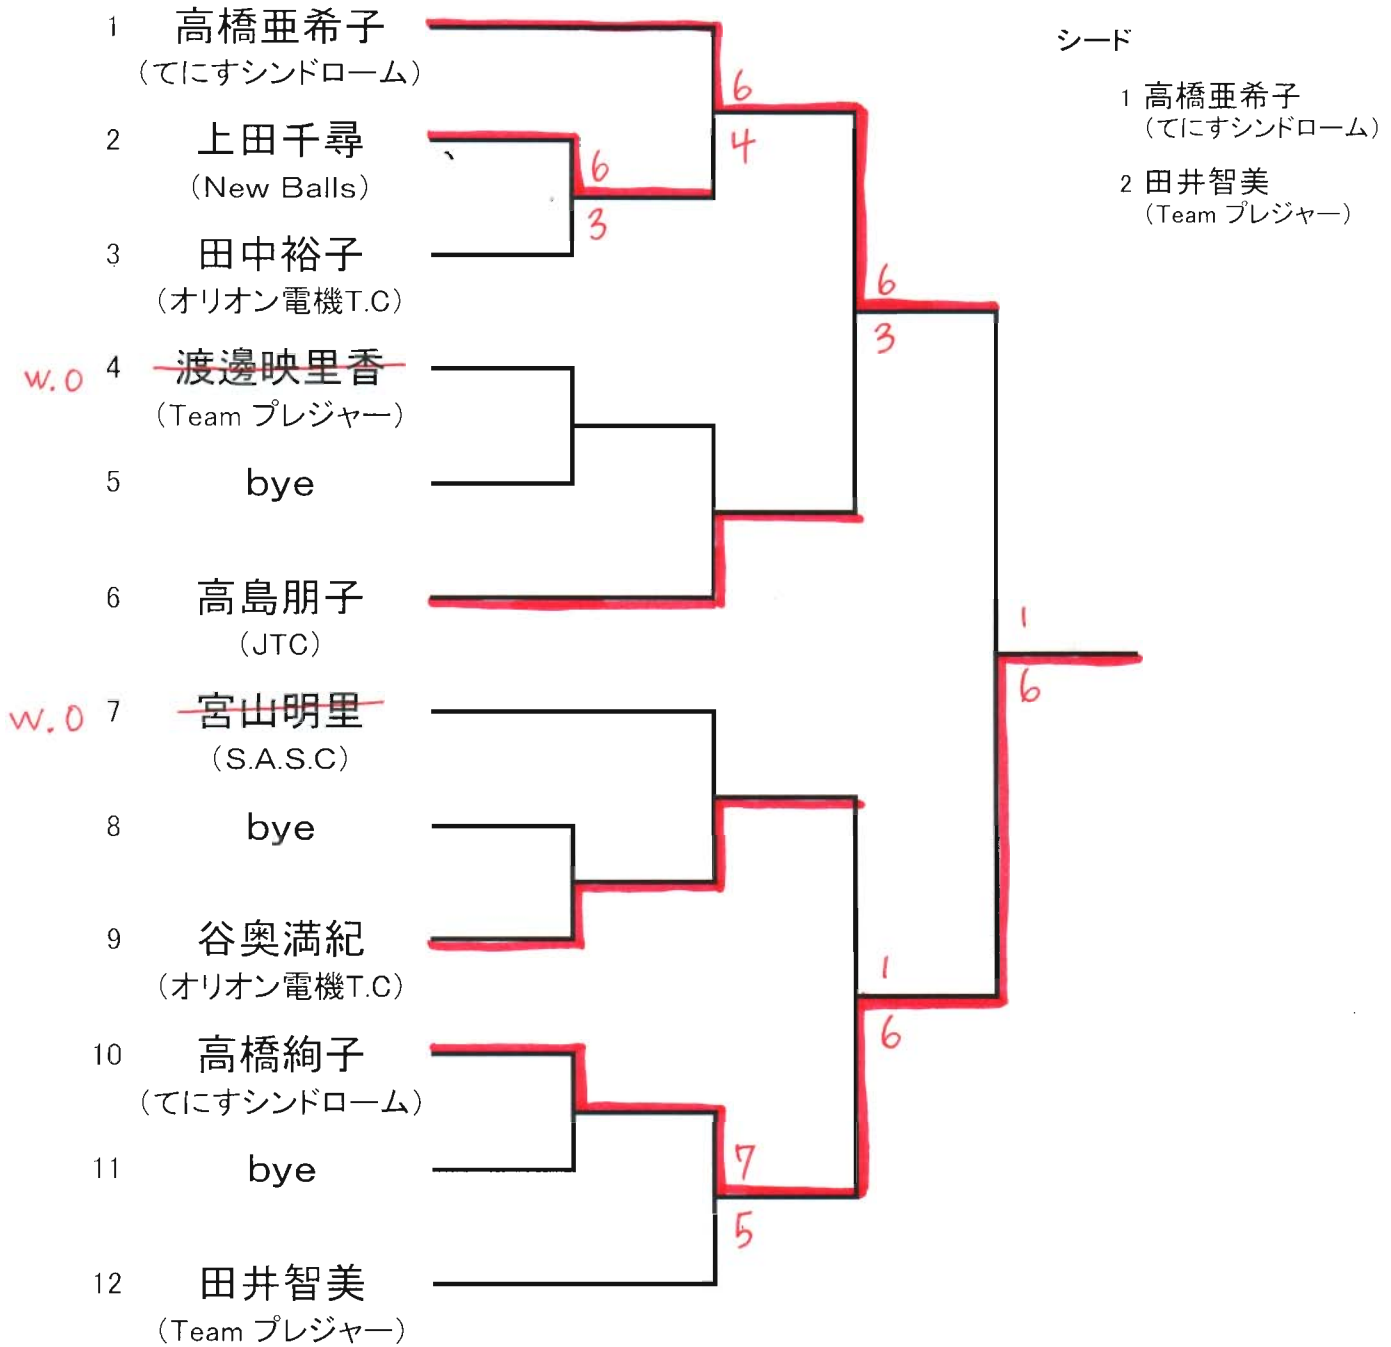 1 高橋亜希子
(てにすシンドローム)
2 上田千尋
(New Balls)
3 田中裕子
(オリオン電機T.C)
W.O 4 渡邊映里香
(Team プレジャー)
5 bye
6 高島朋子
(JTC)
W.O 7 宮山明里
(S.A.S.C)
8 bye
9 谷奥満紀
(オリオン電機T.C)
10 高橋絢子
(てにすシンドローム)
11 bye
12 田井智美
(Team プレジャー)
6
4
6
3
6
3
1
6
1
6
7
5
シード
1 高橋亜希子
(てにすシンドローム)
2 田井智美
(Team プレジャー)